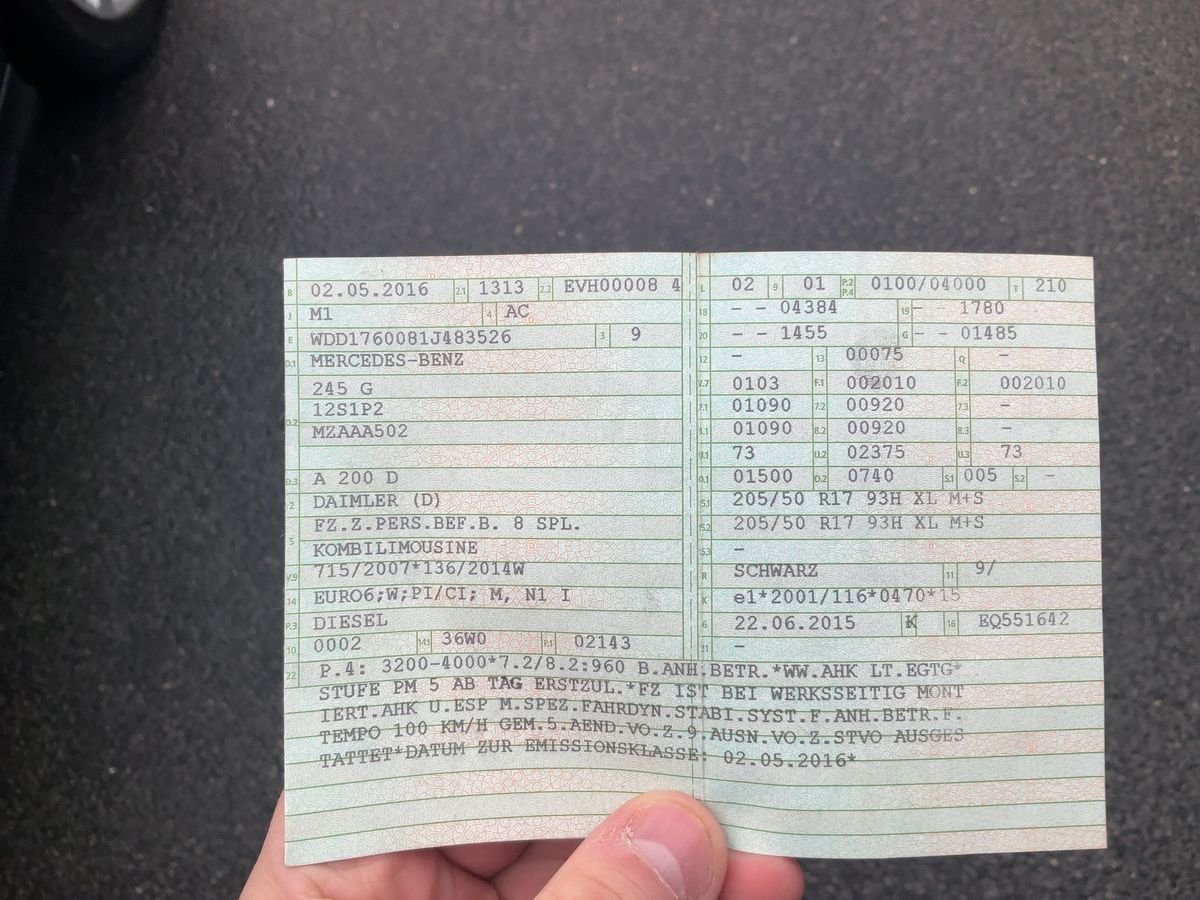 B 02.05.2016 2.1 1313 2.2 EVH00008 4
J M1 4 AC
E WDD1760081J483526 3 9
D.1 MERCEDES-BENZ
245 G
12S1P2
D.2 MZAAA502
D.3 A 200 D
2 DAIMLER (D)
FZ.Z.PERS.BEF.B. 8 SPL.
5 KOMBILIMOUSINE
V.9 715/2007*136/2014W
14 EURO6;W;PI/CI; M, N1 I
P.3 DIESEL
10 0002 14.1 36W0 P.1 02143
L 02 9 01 P.2 P.4 0100/04000 T 210
18 - - 04384 19 - - 1780
20 - - 1455 G - - 01485
12 - 13 00075 Q -
V.7 0103 F.1 002010 F.2 002010
7.1 01090 7.2 00920 7.3 -
8.1 01090 8.2 00920 8.3 -
U.1 73 U.2 02375 U.3 73
O.1 01500 O.2 0740 S.1 005 S.2 -
15.1 205/50 R17 93H XL M+S
15.2 205/50 R17 93H XL M+S
15.3 -
R SCHWARZ 11 9/
K e1*2001/116*0470*15
6 22.06.2015 K 16 EQ551642
21 -
22 P.4: 3200-4000*7.2/8.2:960 B.ANH.BETR.*WW.AHK LT.EGTG*
STUFE PM 5 AB TAG ERSTZUL.*FZ IST BEI WERKSSEITIG MONT
IERT.AHK U.ESP M.SPEZ.FAHRDYN.STABI.SYST.F.ANH.BETR.F.
TEMPO 100 KM/H GEM.5.AEND.VO.Z.9.AUSN.VO.Z.STVO AUSGES
TATTET*DATUM ZUR EMISSIONSKLASSE: 02.05.2016*